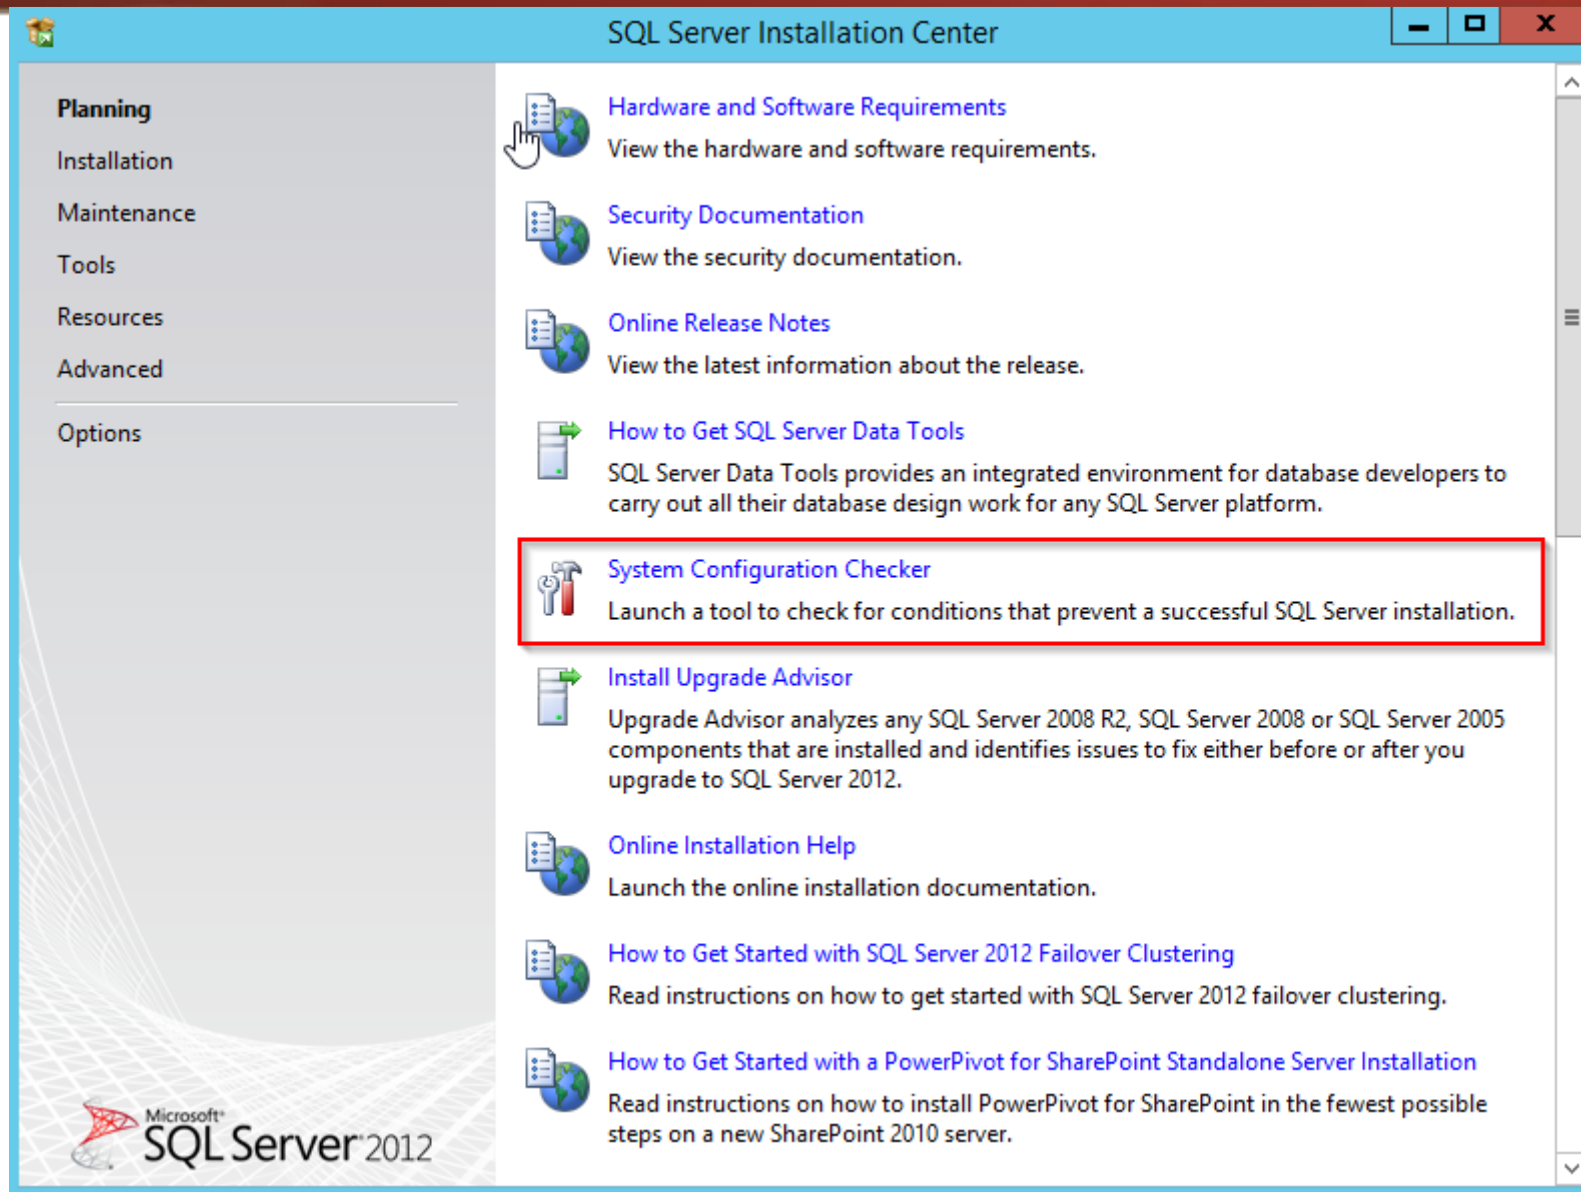 SQL Server Installation Center
Planning
Installation
Maintenance
Tools
Resources
Advanced
Options
Hardware and Software Requirements
View the hardware and software requirements.
Security Documentation
View the security documentation.
Online Release Notes
View the latest information about the release.
How to Get SQL Server Data Tools
SQL Server Data Tools provides an integrated environment for database developers to
carry out all their database design work for any SQL Server platform.
System Configuration Checker
Launch a tool to check for conditions that prevent a successful SQL Server installation.
Install Upgrade Advisor
Upgrade Advisor analyzes any SQL Server 2008 R2, SQL Server 2008 or SQL Server 2005
components that are installed and identifies issues to fix either before or after you
upgrade to SQL Server 2012.
Online Installation Help
Launch the online installation documentation.
How to Get Started with SQL Server 2012 Failover Clustering
Read instructions on how to get started with SQL Server 2012 failover clustering.
How to Get Started with a PowerPivot for SharePoint Standalone Server Installation
Read instructions on how to install PowerPivot for SharePoint in the fewest possible
steps on a new SharePoint 2010 server.
Microsoft
SQL Server 2012